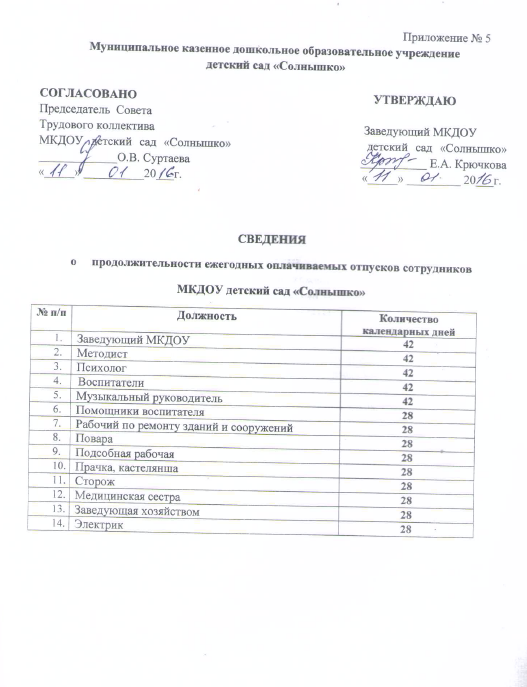 Приложение № 5
Муниципальное казенное дошкольное образовательное учреждение
детский сад «Солнышко»
СОГЛАСОВАНО
Председатель Совета
Трудового коллектива
МКДОУ детский сад «Солнышко»
____________О.В. Суртаева
«11» 01 2016г.
УТВЕРЖДАЮ
Заведующий МКДОУ
детский сад «Солнышко»
___________ Е.А. Крючкова
«11» 01 2016г.
СВЕДЕНИЯ
о продолжительности ежегодных оплачиваемых отпусков сотрудников
МКДОУ детский сад «Солнышко»
№ п/п Должность Количество
календарных дней
1. Заведующий МКДОУ 42
2. Методист 42
3. Психолог 42
4. Воспитатели 42
5. Музыкальный руководитель 42
6. Помощники воспитателя 28
7. Рабочий по ремонту зданий и сооружений 28
8. Повара 28
9. Подсобная рабочая 28
10. Прачка, кастелянша 28
11. Сторож 28
12. Медицинская сестра 28
13. Заведующая хозяйством 28
14. Электрик 28